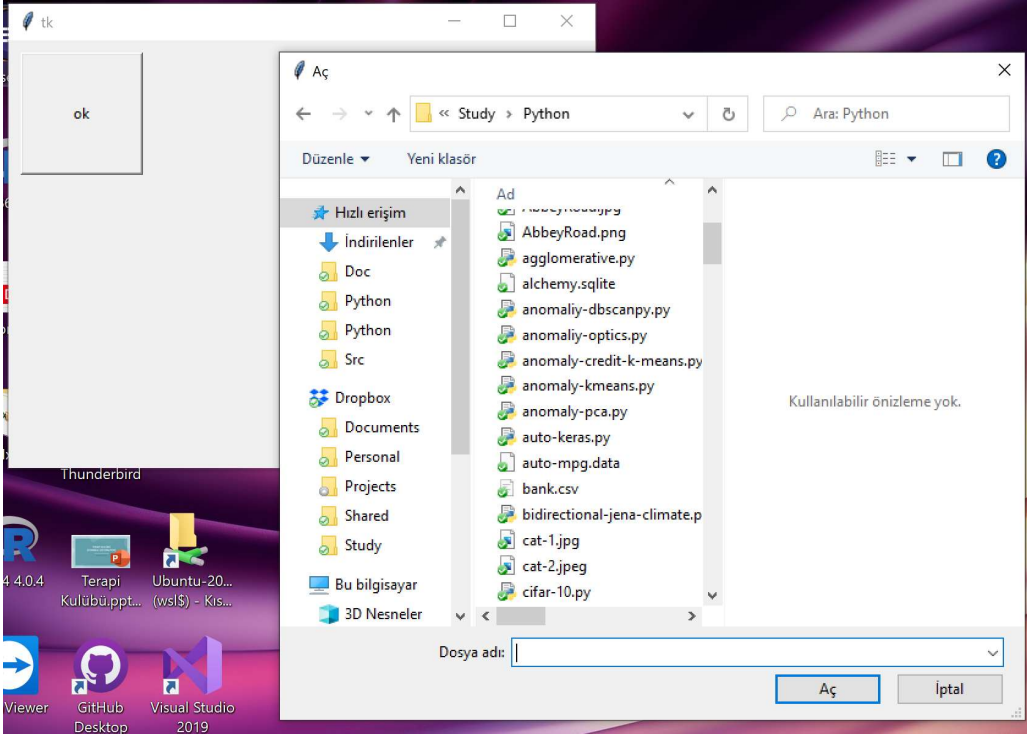 tk
ok
Aç
« Study › Python
Ara: Python
Düzenle
Yeni klasör
?
Hızlı erişim
İndirilenler
Doc
Python
Python
Src
Dropbox
Documents
Personal
Projects
Shared
Study
Bu bilgisayar
3D Nesneler
Ad
AbbeyRoad.png
agglomerative.py
alchemy.sqlite
anomaliy-dbscanpy.py
anomaliy-optics.py
anomaly-credit-k-means.py
anomaly-kmeans.py
anomaly-pca.py
auto-keras.py
auto-mpg.data
bank.csv
bidirectional-jena-climate.p
cat-1.jpg
cat-2.jpeg
cifar-10.py
Kullanılabilir önizleme yok.
Dosya adı:
Aç
İptal
Thunderbird
4 4.0.4
Terapi
Kulübü.ppt...
Ubuntu-20...
(wsl$) - Kıs...
Viewer
GitHub
Desktop
Visual Studio
2019